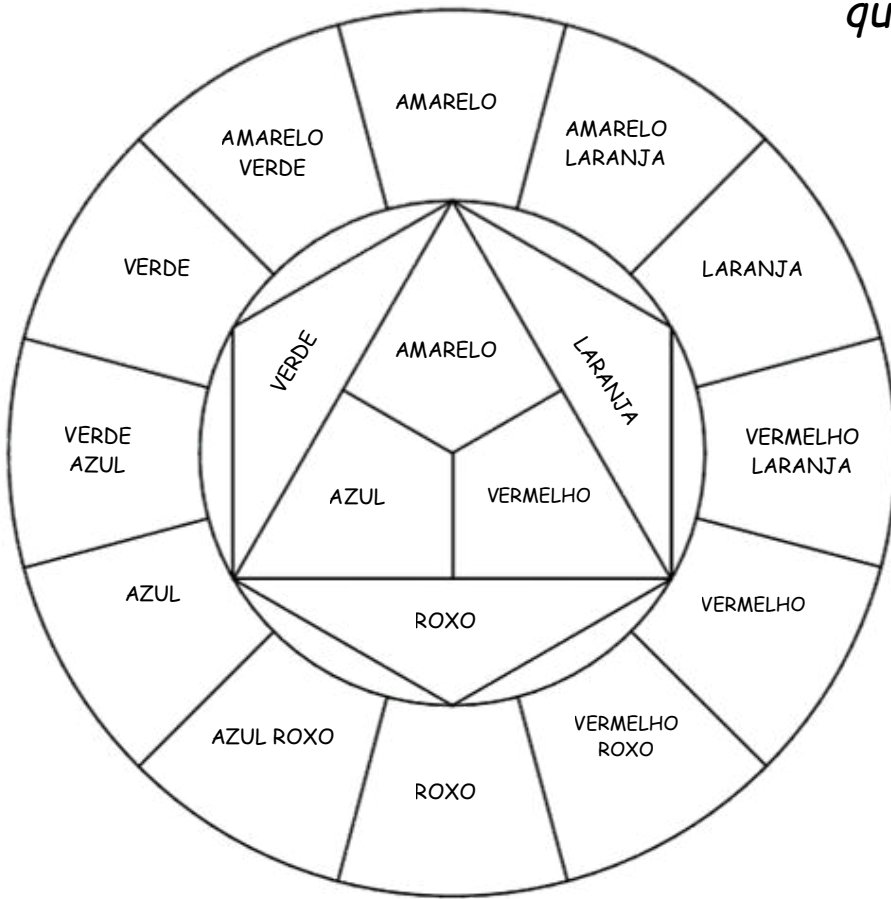 qu
AMARELO
AMARELO
VERDE
AMARELO
LARANJA
VERDE
LARANJA
VERDE
AMARELO
LARANJA
VERDE
AZUL
VERMELHO
LARANJA
AZUL
VERMELHO
AZUL
VERMELHO
ROXO
AZUL ROXO
VERMELHO
ROXO
ROXO